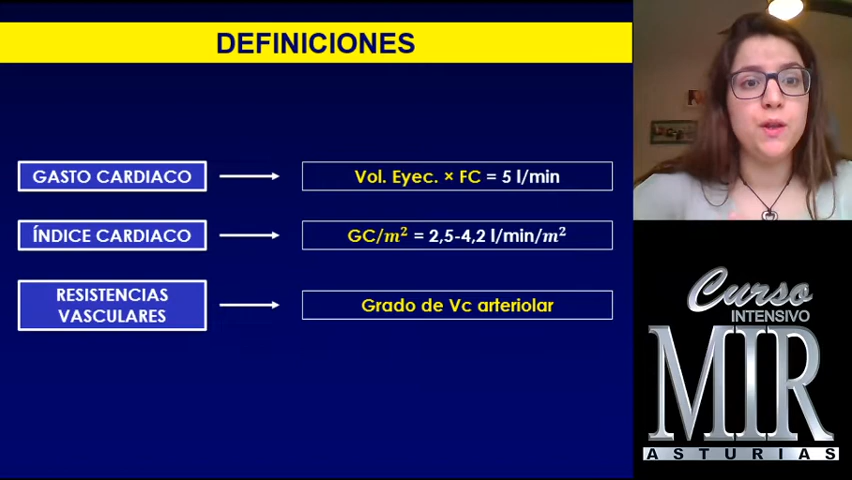 DEFINICIONES
GASTO CARDIACO
Vol. Eyec. × FC = 5 l/min
ÍNDICE CARDIACO
GC/m² = 2,5-4,2 l/min/m²
RESISTENCIAS
VASCULARES
Grado de Vc arteriolar
Curso
INTENSIVO
MIR
ASTURIAS